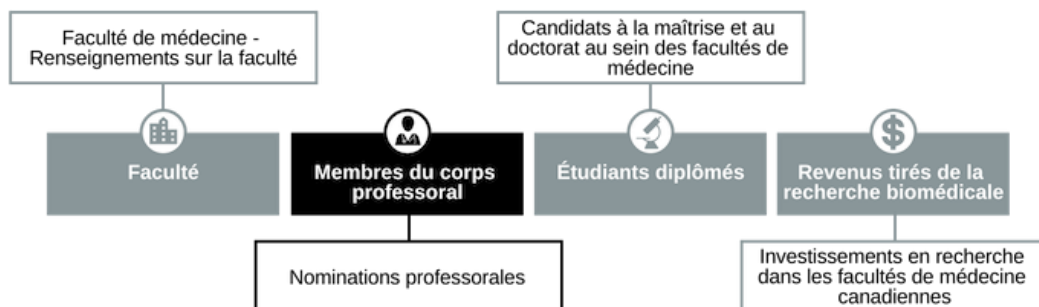 Faculté de médecine -
Renseignements sur la faculté
Candidats à la maîtrise et au
doctorat au sein des facultés de
médecine
Faculté
Membres du corps
professoral
Étudiants diplômés
Revenus tirés de la
recherche biomédicale
Nominations professorales
Investissements en recherche
dans les facultés de médecine
canadiennes